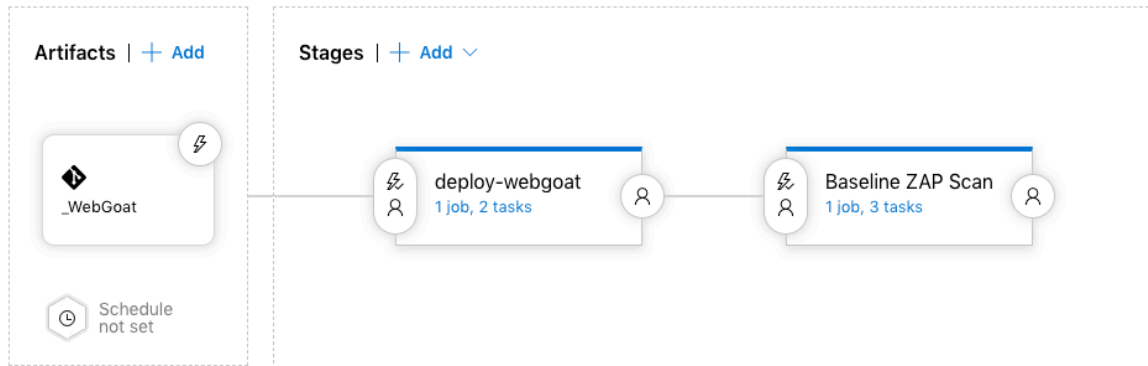 Artifacts | + Add
Stages | + Add
_WebGoat
deploy-webgoat
1 job, 2 tasks
Baseline ZAP Scan
1 job, 3 tasks
Schedule
not set